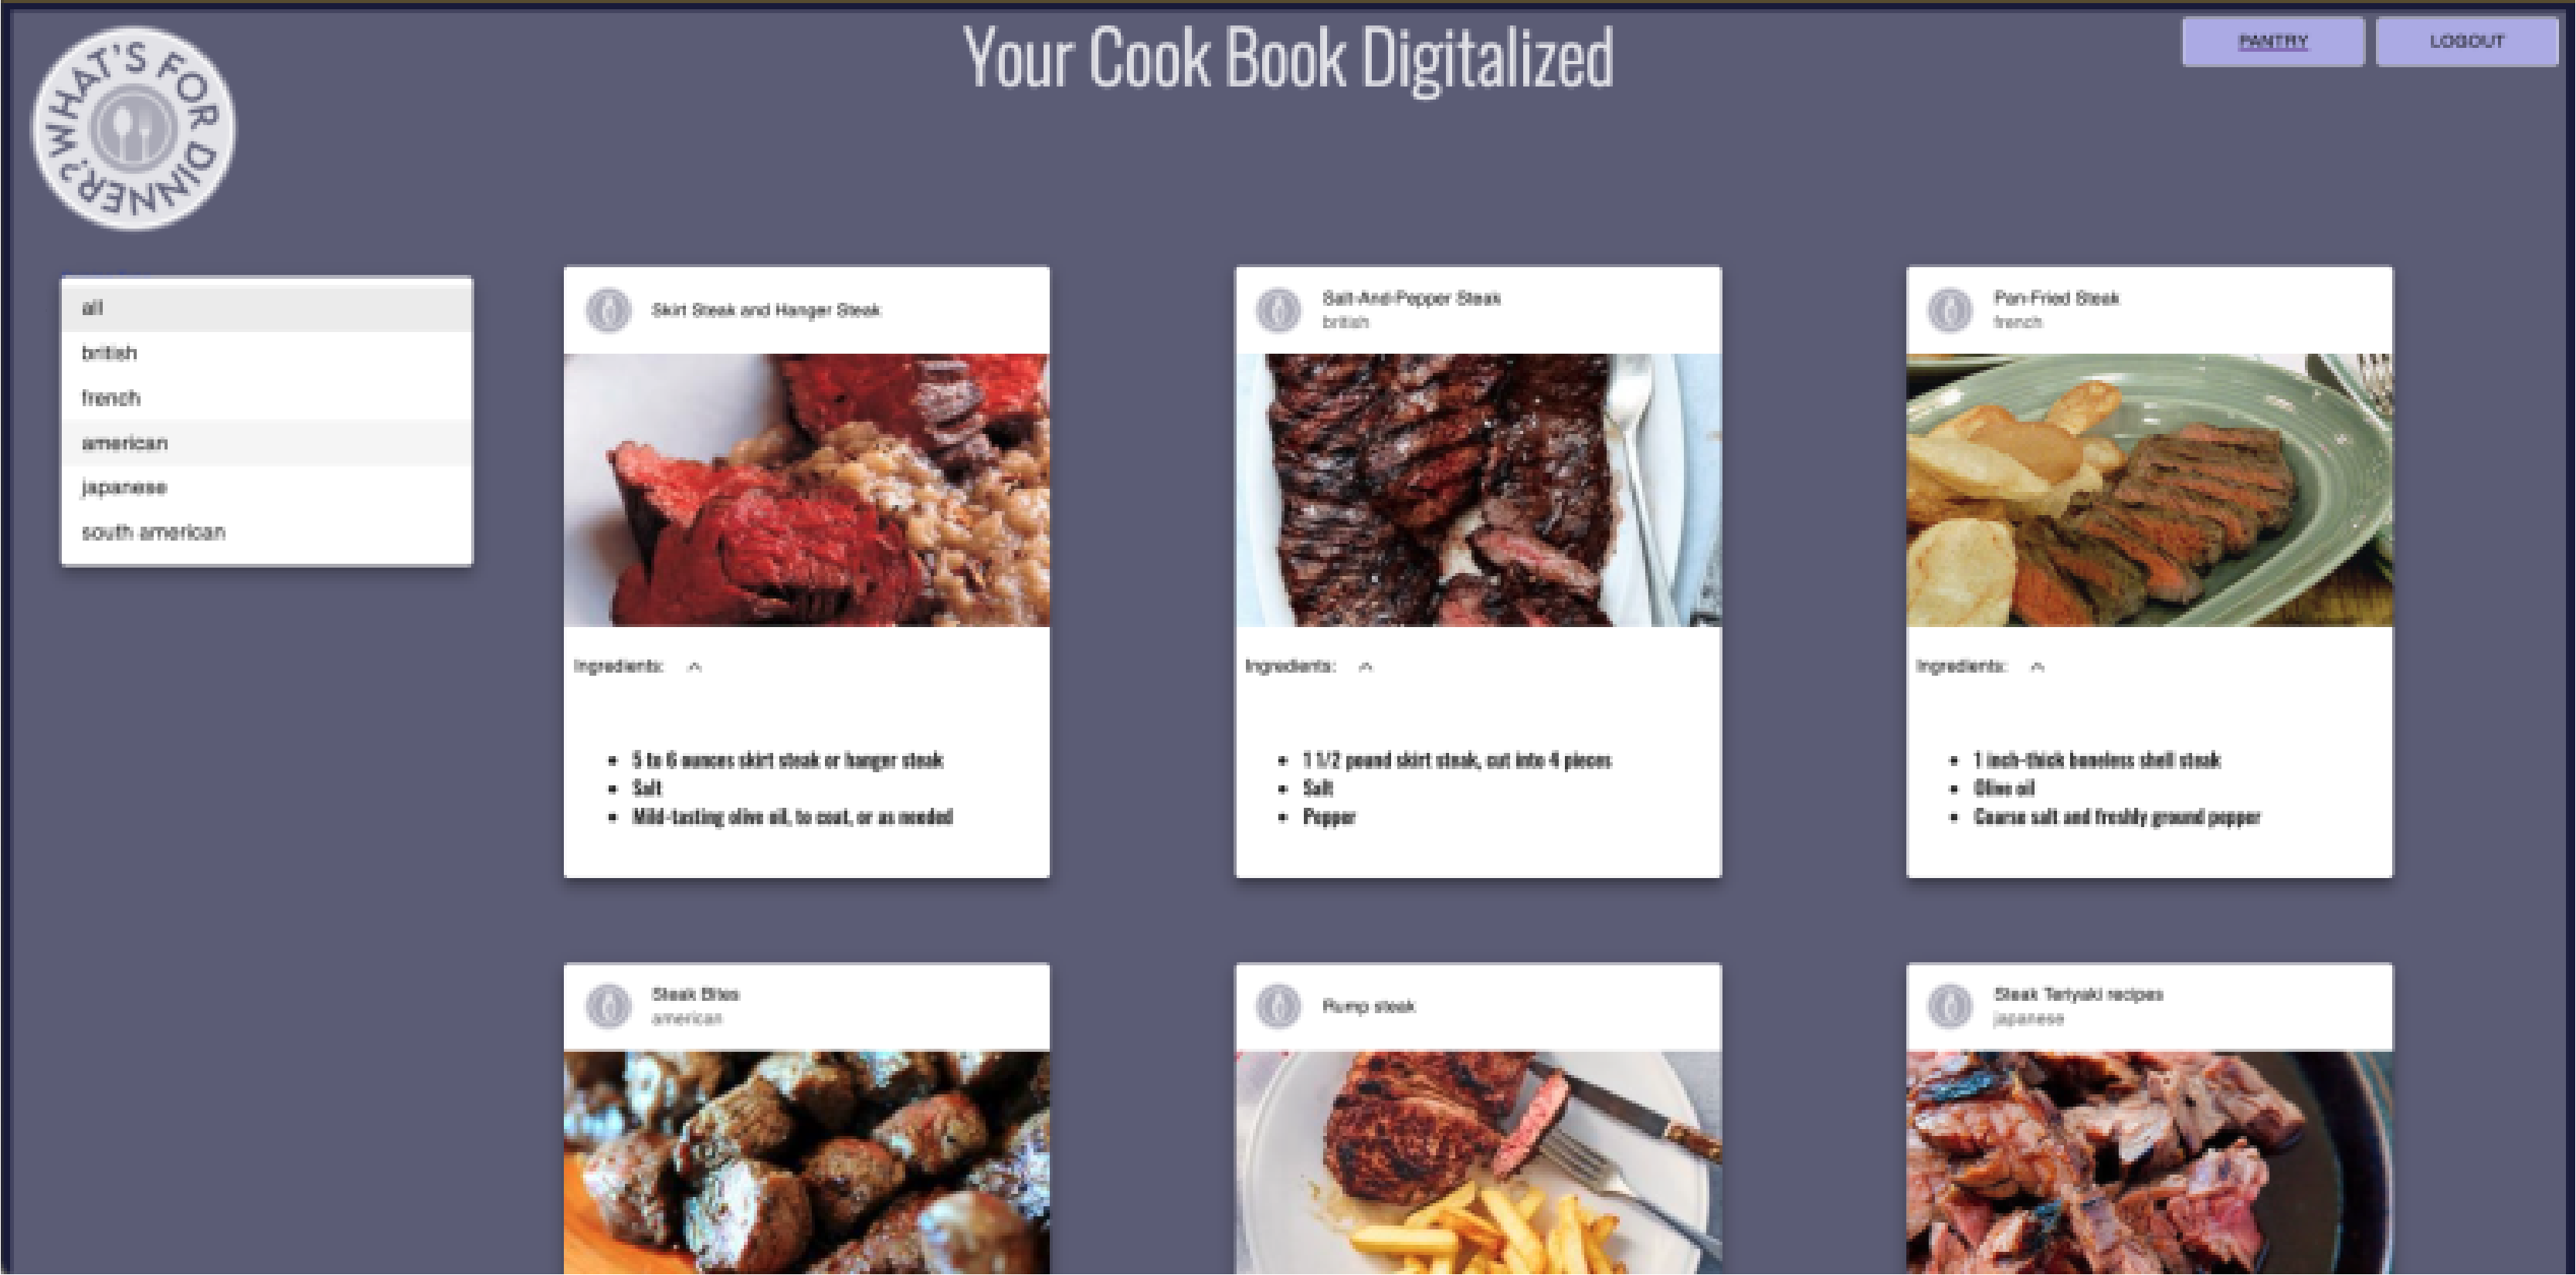 Your Cook Book Digitalized
PANTRY
LOGOUT
WHAT'S FOR DINNER?
all
british
french
american
japanese
south american
Skirt Steak and Hanger Steak
Ingredients:
5 to 6 ounces skirt steak or hanger steak
Salt
Mild-tasting olive oil, to coat, or as needed
Salt-And-Pepper Steak
british
Ingredients:
1 1/2 pound skirt steak, cut into 4 pieces
Salt
Pepper
Pan-Fried Steak
french
Ingredients:
1 inch-thick boneless shell steak
Olive oil
Coarse salt and freshly ground pepper
Steak Bites
american
Rump steak
Steak Teriyaki recipes
japanese